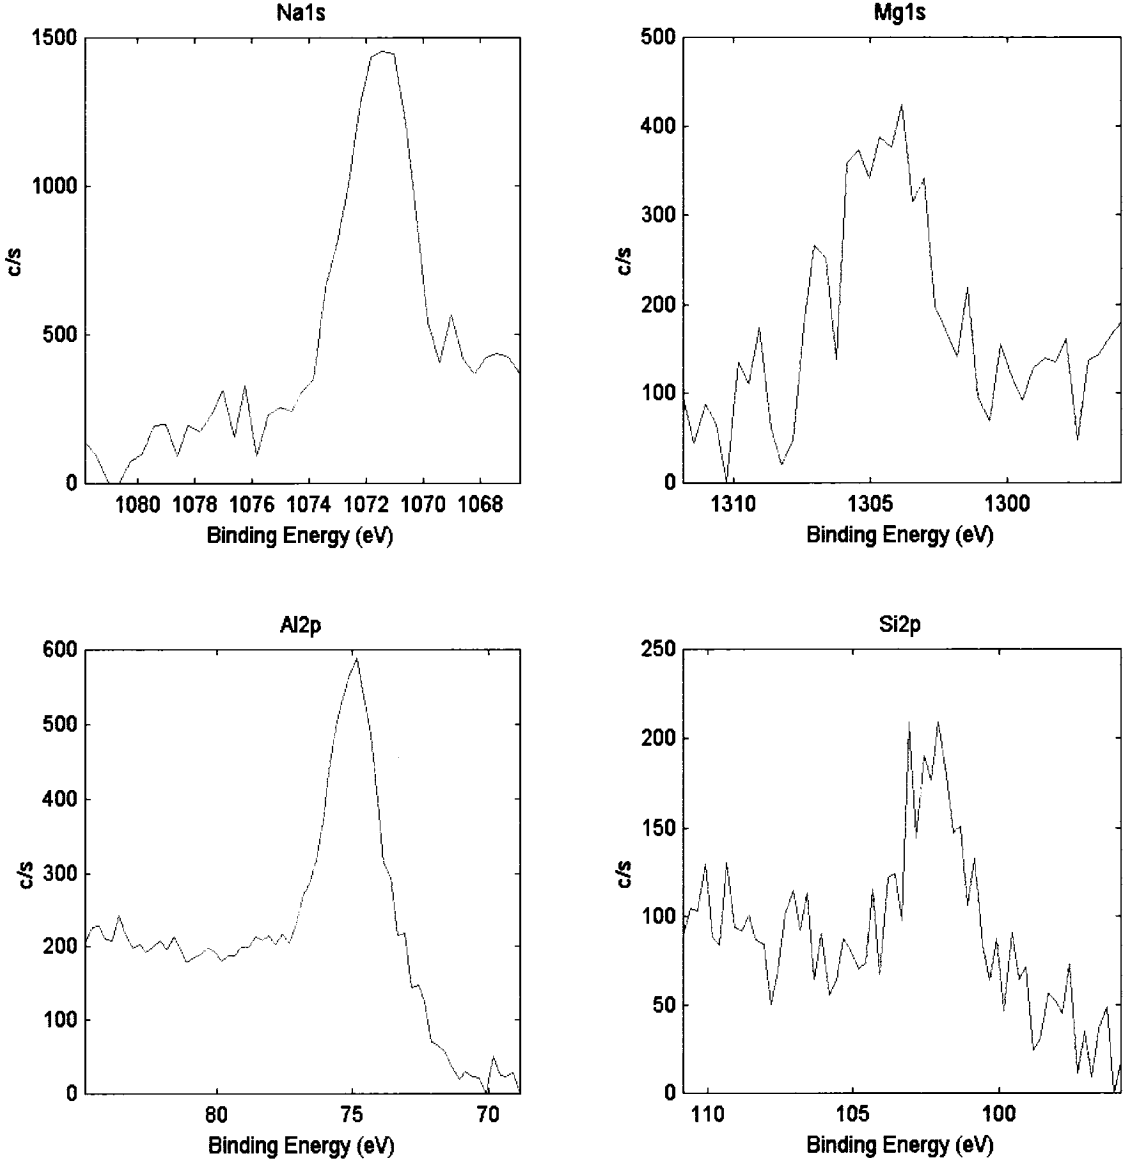 Na1s
1500
1000
500
0
c/s
1080 1078 1076 1074 1072 1070 1068
Binding Energy (eV)
Mg1s
500
400
300
200
100
0
c/s
1310 1305 1300
Binding Energy (eV)
Al2p
600
500
400
300
200
100
0
c/s
80 75 70
Binding Energy (eV)
Si2p
250
200
150
100
50
0
c/s
110 105 100
Binding Energy (eV)